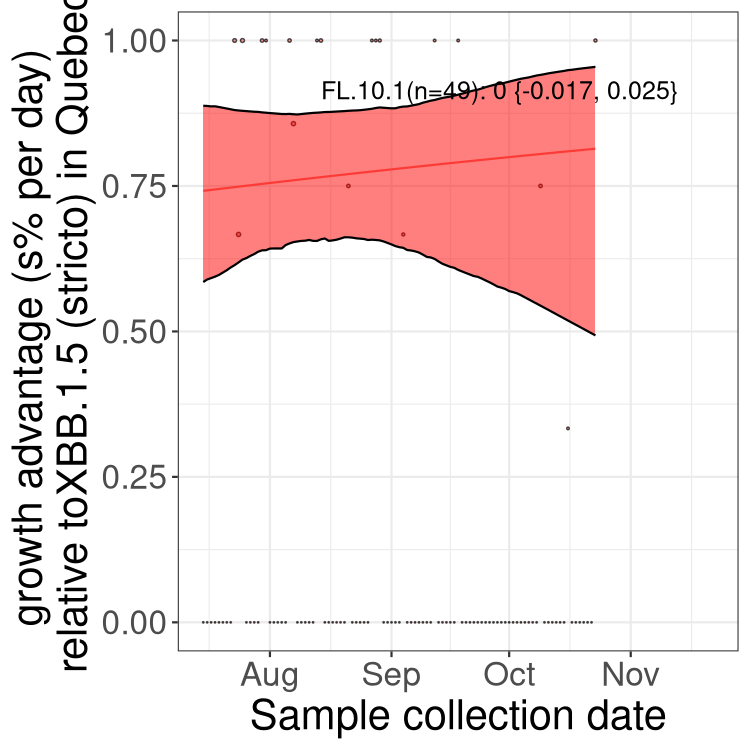 growth advantage (s% per day)
relative toXBB.1.5 (stricto) in Quebec
1.00
0.75
0.50
0.25
0.00
FL.10.1(n=49). 0 {-0.017, 0.025}
Aug
Sep
Oct
Nov
Sample collection date